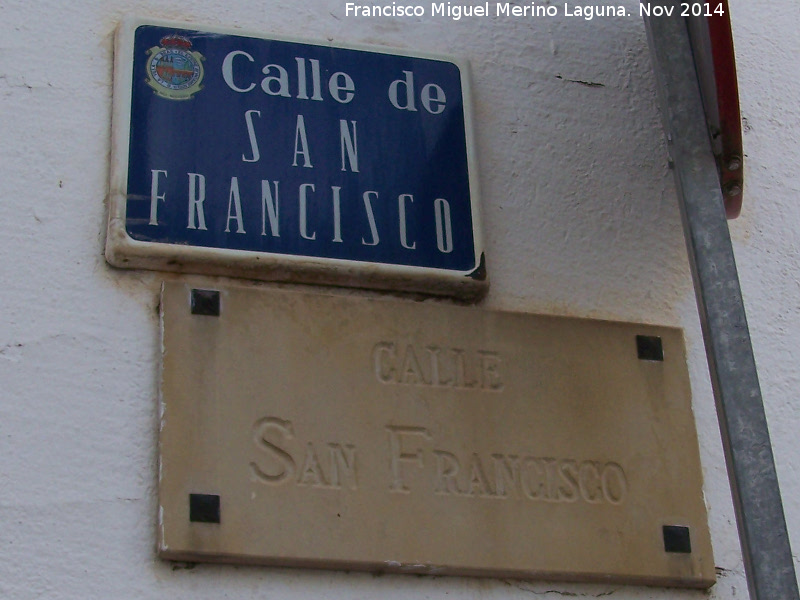 Francisco Miguel Merino Laguna. Nov 2014
Calle de
SAN
FRANCISCO
CALLE
SAN FRANCISCO